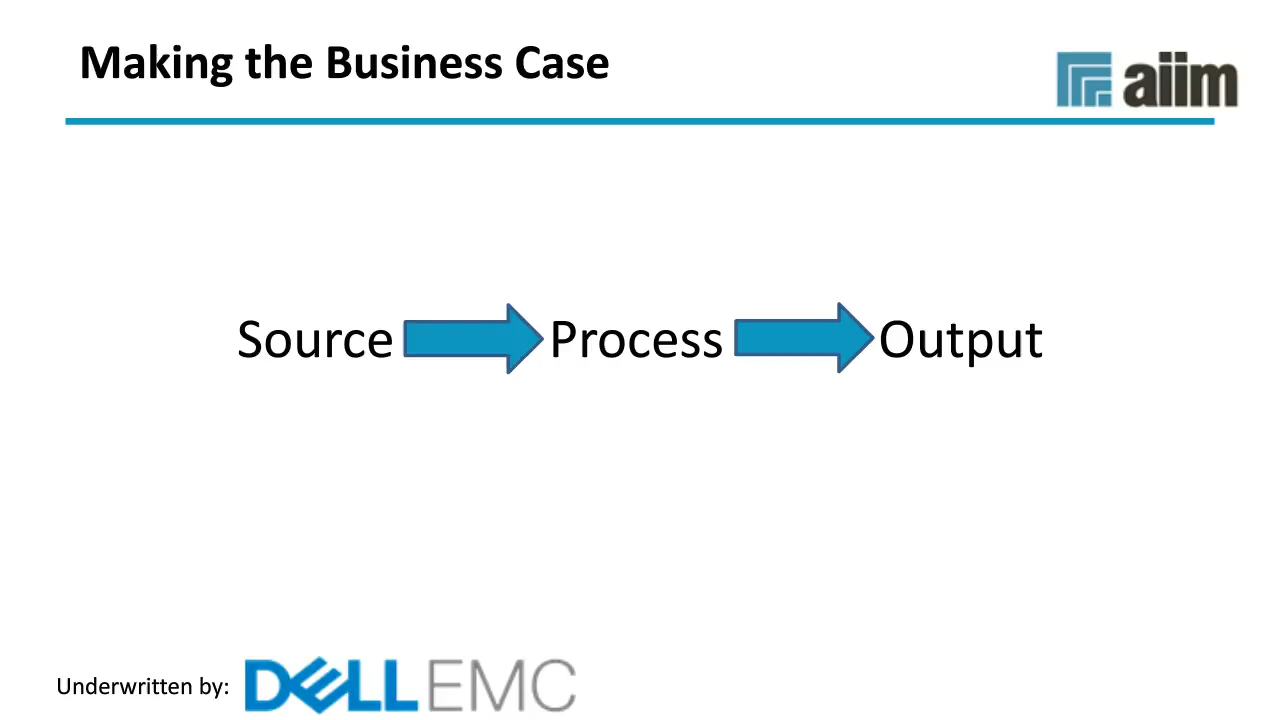 Making the Business Case
aiim
Source Process Output
Underwritten by: DELL EMC